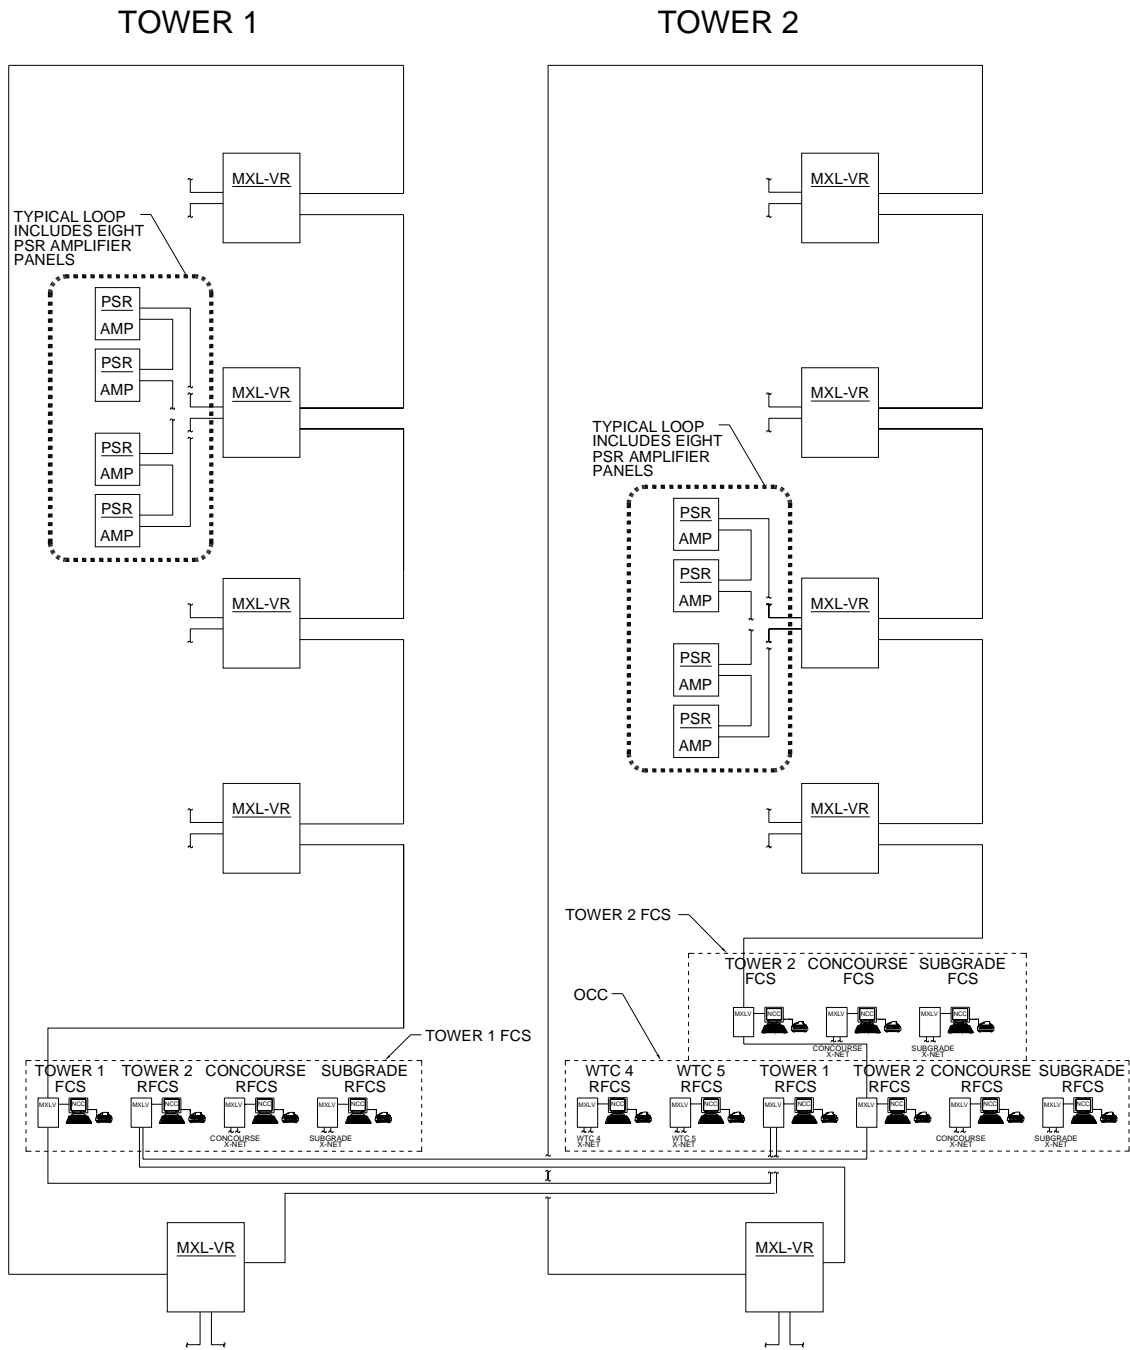 TOWER 1
TOWER 2
MXL-VR
MXL-VR
TYPICAL LOOP
INCLUDES EIGHT
PSR AMPLIFIER
PANELS
PSR
AMP
PSR
AMP
PSR
AMP
PSR
AMP
MXL-VR
MXL-VR
TYPICAL LOOP
INCLUDES EIGHT
PSR AMPLIFIER
PANELS
PSR
AMP
PSR
AMP
PSR
AMP
PSR
AMP
MXL-VR
MXL-VR
MXL-VR
MXL-VR
TOWER 2 FCS
TOWER 2
FCS
CONCOURSE
FCS
SUBGRADE
FCS
OCC
MXLV
NCC
MXLV
NCC
MXLV
NCC
CONCOURSE
X-NET
SUBGRADE
X-NET
TOWER 1 FCS
TOWER 1
FCS
TOWER 2
RFCS
CONCOURSE
RFCS
SUBGRADE
RFCS
MXLV
NCC
MXLV
NCC
MXLV
NCC
MXLV
NCC
CONCOURSE
X-NET
SUBGRADE
X-NET
WTC 4
RFCS
WTC 5
RFCS
TOWER 1
RFCS
TOWER 2
RFCS
CONCOURSE
RFCS
SUBGRADE
RFCS
MXLV
NCC
MXLV
NCC
MXLV
NCC
MXLV
NCC
MXLV
NCC
MXLV
NCC
WTC 4
X-NET
WTC 5
X-NET
CONCOURSE
X-NET
SUBGRADE
X-NET
MXL-VR
MXL-VR